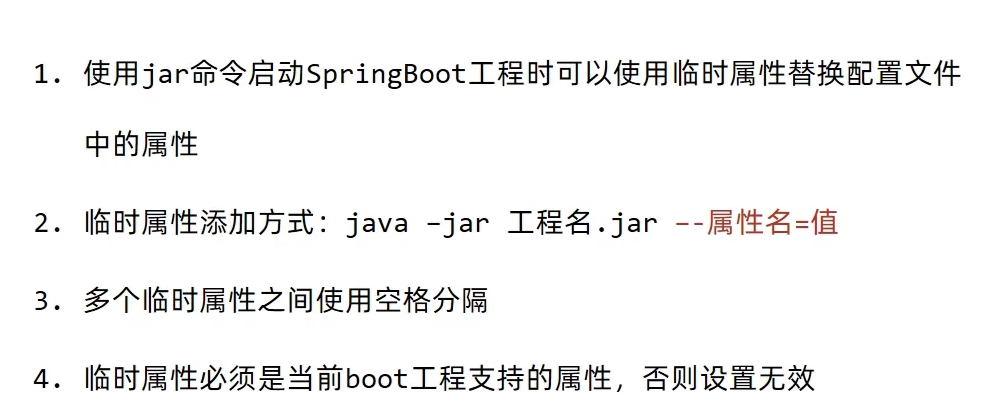 1. 使用jar命令启动SpringBoot工程时可以使用临时属性替换配置文件
中的属性
2. 临时属性添加方式：java –jar 工程名.jar –-属性名=值
3. 多个临时属性之间使用空格分隔
4. 临时属性必须是当前boot工程支持的属性，否则设置无效